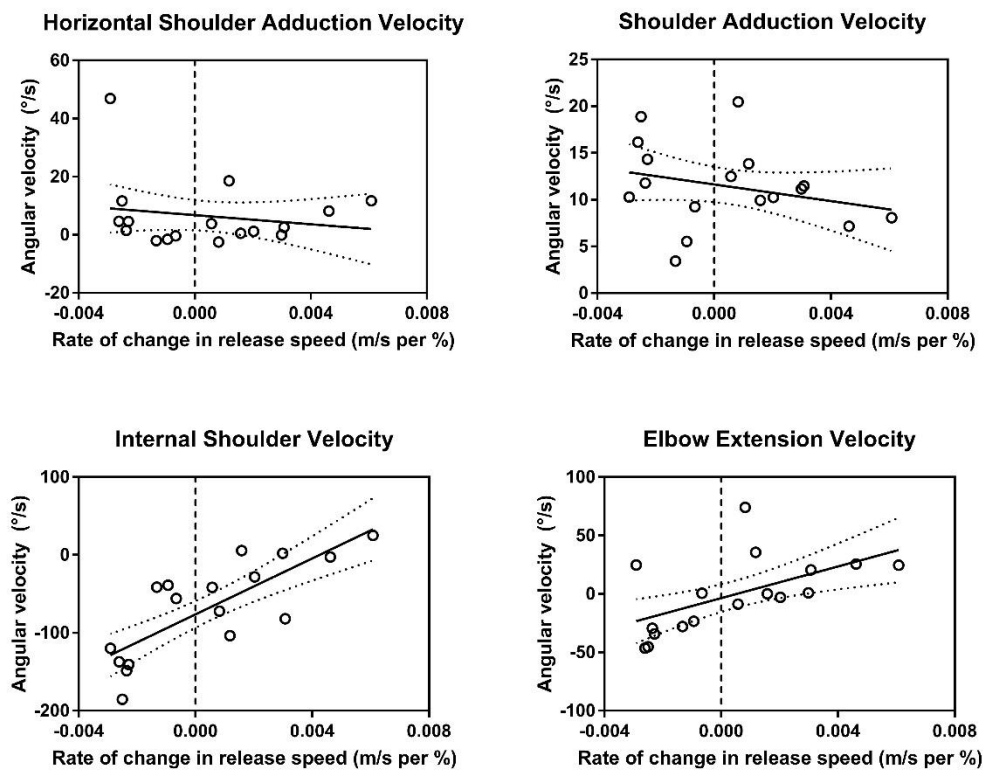 Horizontal Shoulder Adduction Velocity
Angular velocity (°/s)
60
40
20
0
-20
-0.004 0.000 0.004 0.008
Rate of change in release speed (m/s per %)
Shoulder Adduction Velocity
Angular velocity (°/s)
25
20
15
10
5
0
-0.004 0.000 0.004 0.008
Rate of change in release speed (m/s per %)
Internal Shoulder Velocity
Angular velocity (°/s)
100
0
-100
-200
-0.004 0.000 0.004 0.008
Rate of change in release speed (m/s per %)
Elbow Extension Velocity
Angular velocity (°/s)
100
50
0
-50
-100
-0.004 0.000 0.004 0.008
Rate of change in release speed (m/s per %)